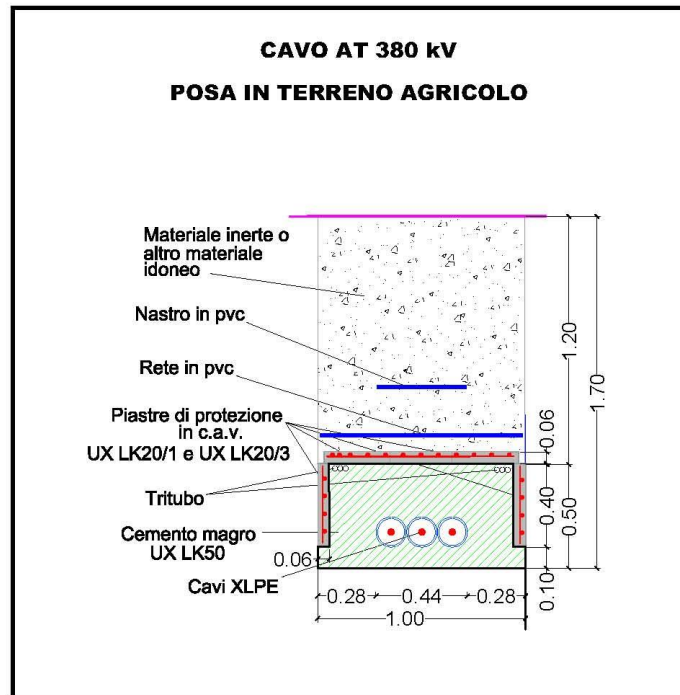 CAVO AT 380 kV
POSA IN TERRENO AGRICOLO
Materiale inerte o
altro materiale
idoneo
Nastro in pvc
Rete in pvc
Piastre di protezione
in c.a.v.
UX LK20/1 e UX LK20/3
Tritubo
Cemento magro
UX LK50
0.06
Cavi XLPE
0.28
0.44
0.28
1.00
1.20
1.70
0.06
0.40
0.50
0.10